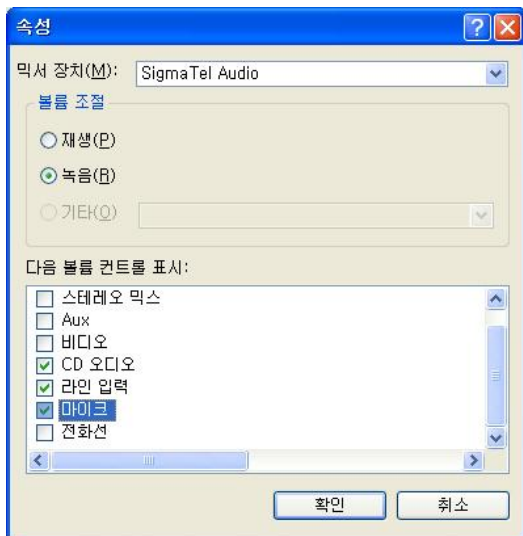 속성
믹서 장치(M): SigmaTel Audio
볼륨 조절
재생(P)
녹음(R)
기타(O)
다음 볼륨 컨트롤 표시:
스테레오 믹스
Aux
비디오
CD 오디오
라인 입력
마이크
전화선
확인 취소